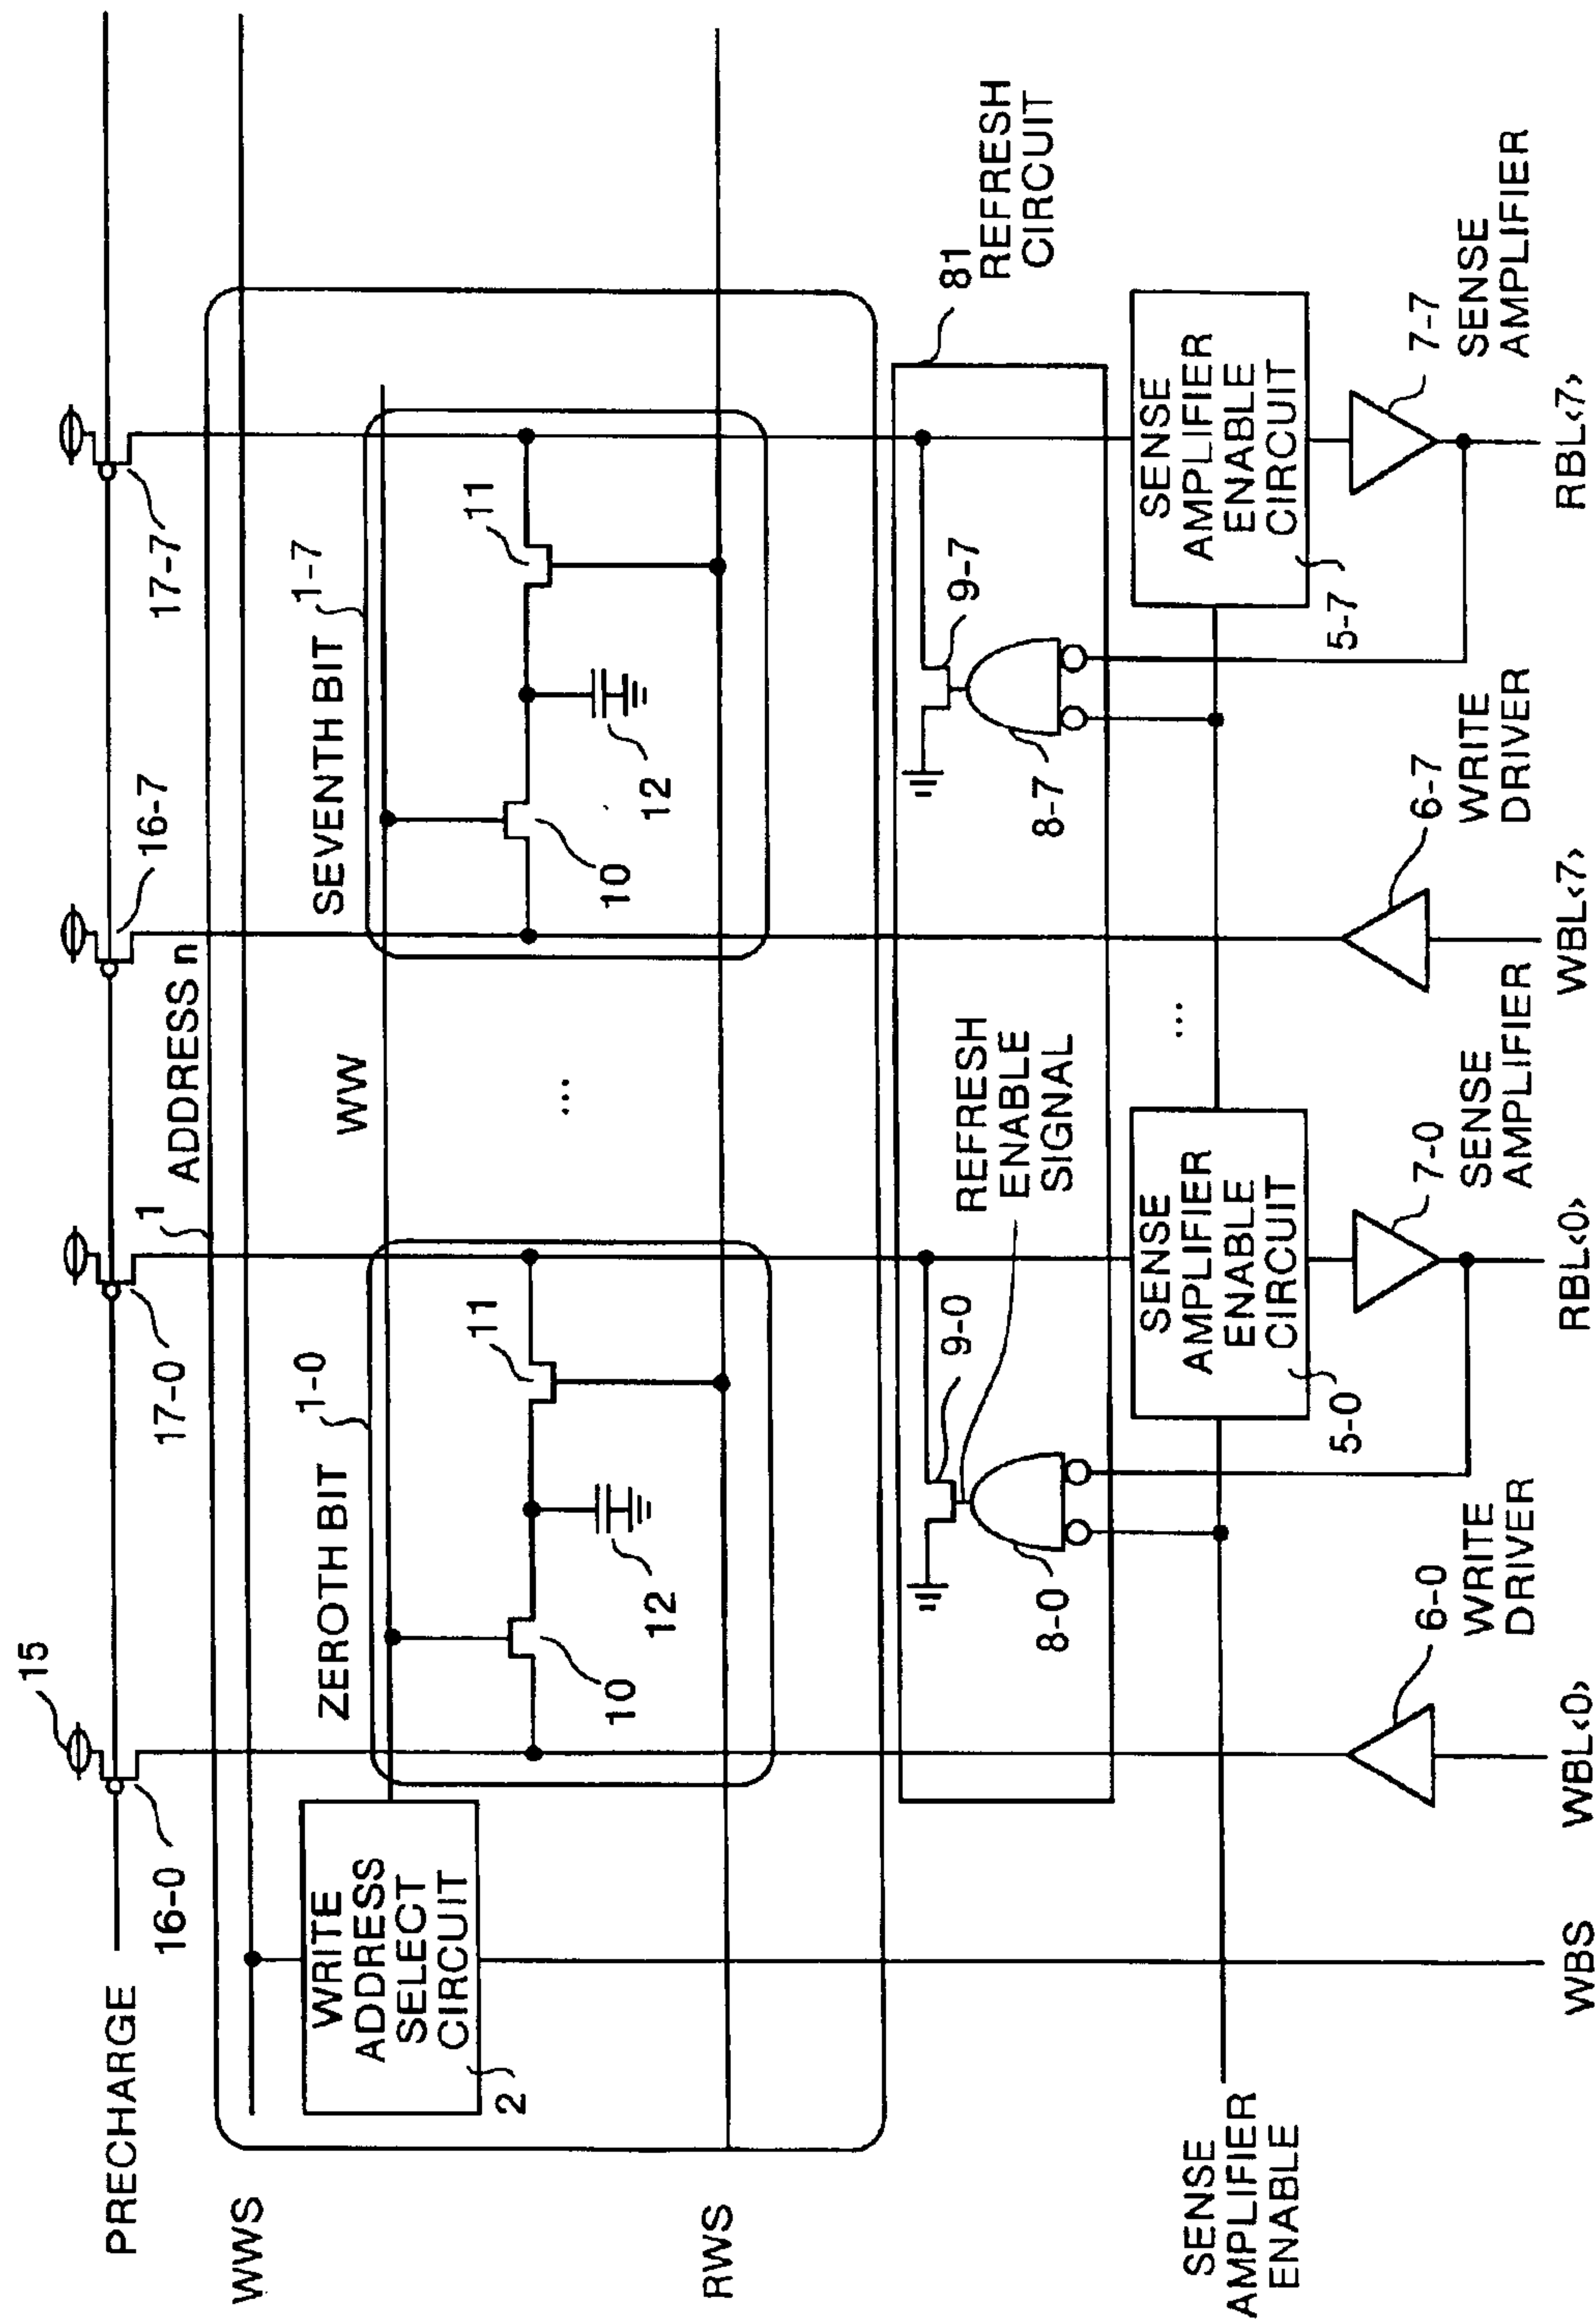 15
PRECHARGE
16-0
17-0
16-7
17-7
1
ADDRESS n
WWS
WRITE
ADDRESS
SELECT
CIRCUIT
2
ZEROTH BIT
1-0
WW
SEVENTH BIT
1-7
10
12
11
...
10
12
11
RWS
81
REFRESH
CIRCUIT
8-0
9-0
REFRESH
ENABLE
SIGNAL
8-7
9-7
SENSE
AMPLIFIER
ENABLE
SENSE
AMPLIFIER
ENABLE
CIRCUIT
5-0
...
SENSE
AMPLIFIER
ENABLE
CIRCUIT
5-7
6-0
WRITE
DRIVER
7-0
SENSE
AMPLIFIER
6-7
WRITE
DRIVER
7-7
SENSE
AMPLIFIER
WBS
WBL<0>
RBL<0>
WBL<7>
RBL<7>